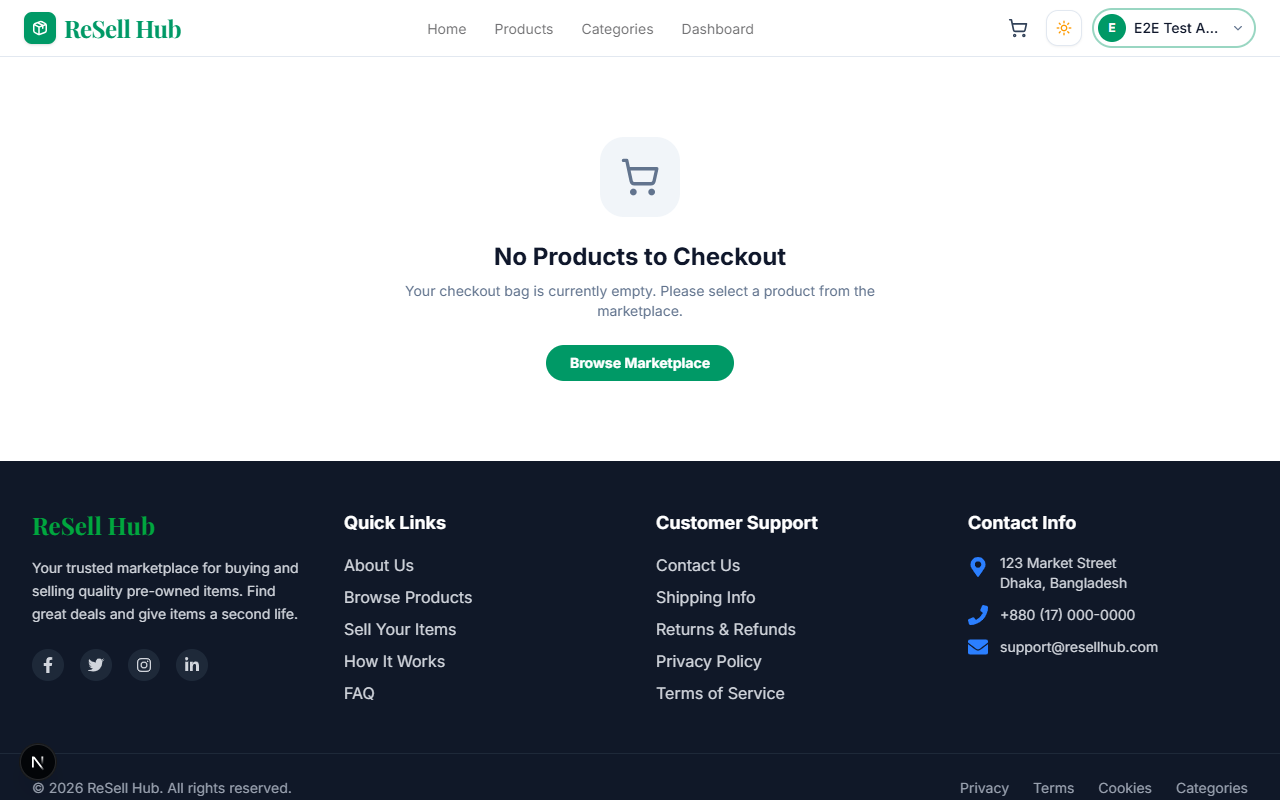 ReSell Hub
Home
Products
Categories
Dashboard
E
E2E Test A...
No Products to Checkout
Your checkout bag is currently empty. Please select a product from the
marketplace.
Browse Marketplace
ReSell Hub
Your trusted marketplace for buying and
selling quality pre-owned items. Find
great deals and give items a second life.
Quick Links
About Us
Browse Products
Sell Your Items
How It Works
FAQ
Customer Support
Contact Us
Shipping Info
Returns & Refunds
Privacy Policy
Terms of Service
Contact Info
123 Market Street
Dhaka, Bangladesh
+880 (17) 000-0000
support@resellhub.com
N
© 2026 ReSell Hub. All rights reserved.
Privacy
Terms
Cookies
Categories